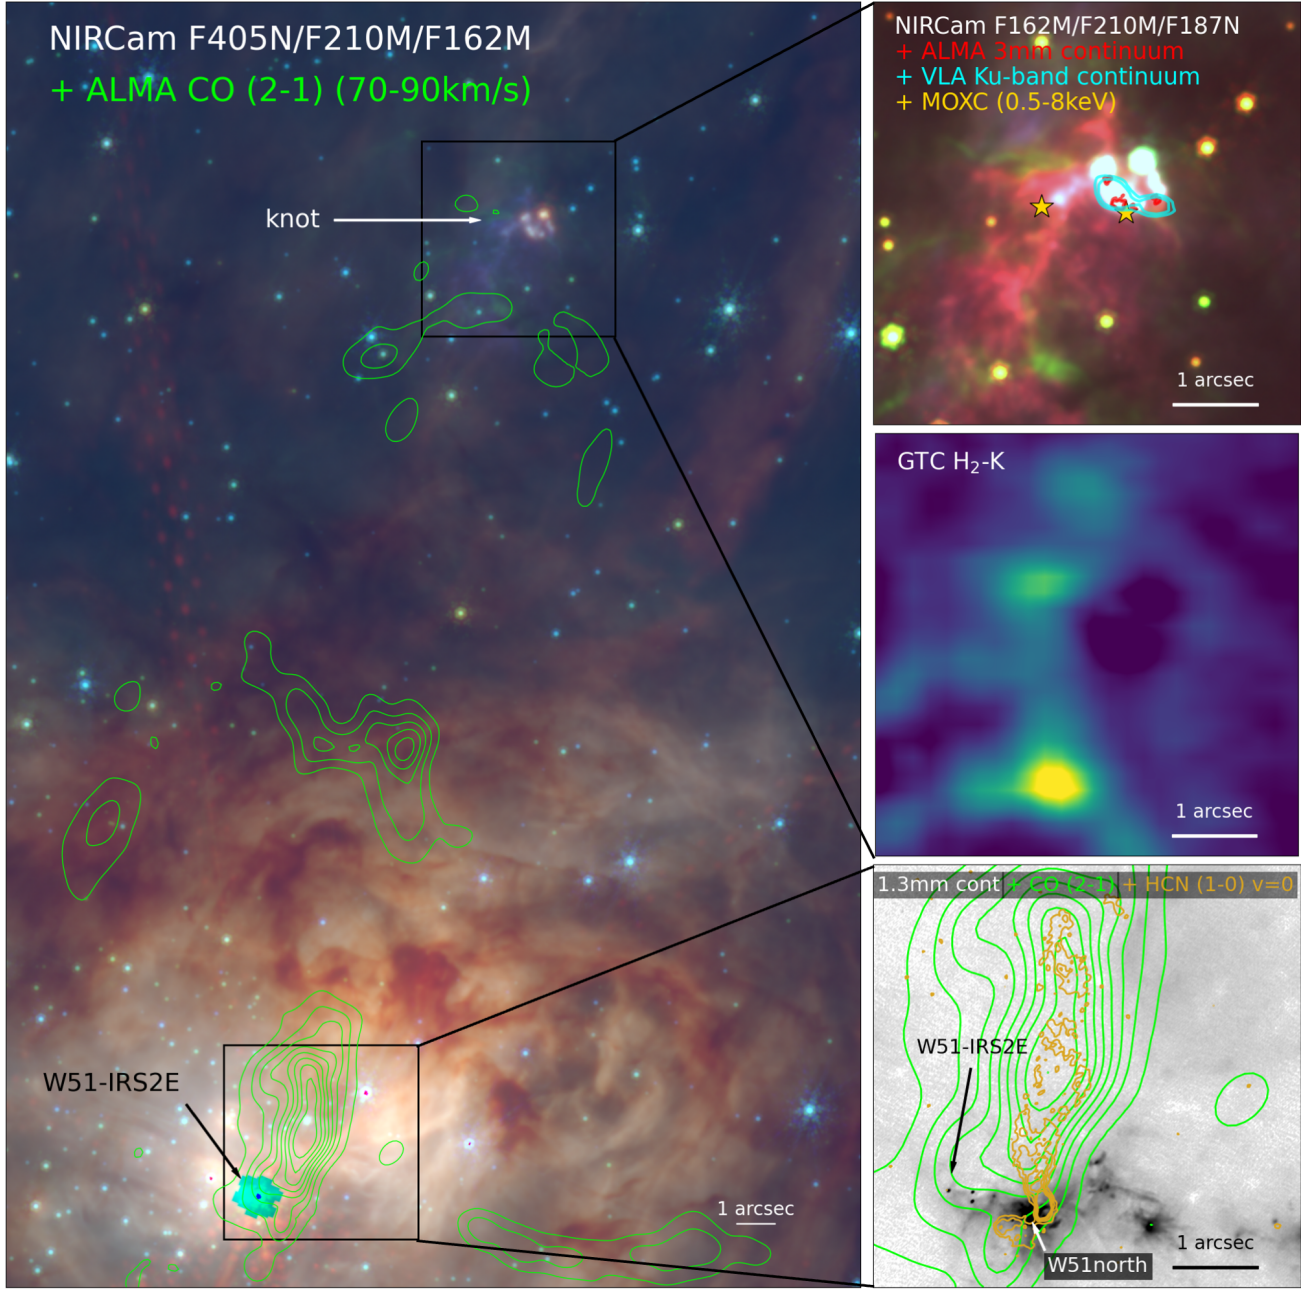 NIRCam F405N/F210M/F162M
+ ALMA CO (2-1) (70-90km/s)
knot
W51-IRS2E
1 arcsec
NIRCam F162M/F210M/F187N
+ ALMA 3mm continuum
+ VLA Ku-band continuum
+ MOXC (0.5-8keV)
1 arcsec
GTC H₂-K
1 arcsec
1.3mm cont + CO (2-1) + HCN (1-0) v=0
W51-IRS2E
1 arcsec
W51north